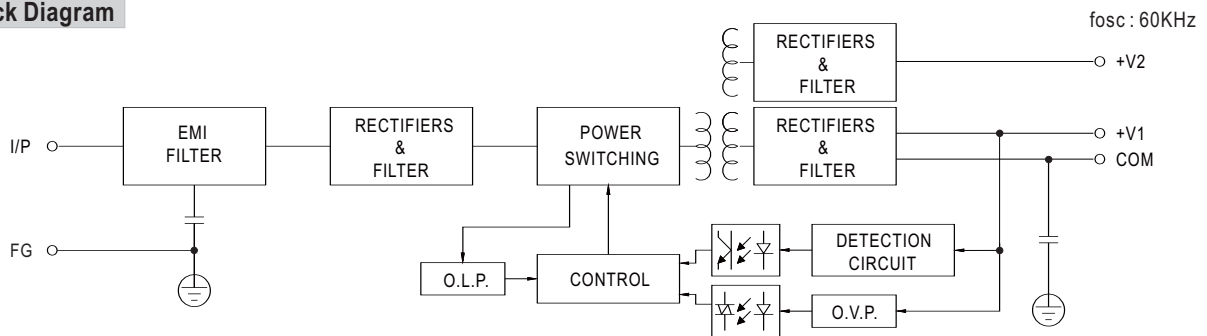 ck Diagram
fosc : 60KHz
RECTIFIERS
&
FILTER
+V2
I/P
EMI
FILTER
RECTIFIERS
&
FILTER
POWER
SWITCHING
RECTIFIERS
&
FILTER
+V1
COM
FG
O.L.P.
CONTROL
DETECTION
CIRCUIT
O.V.P.